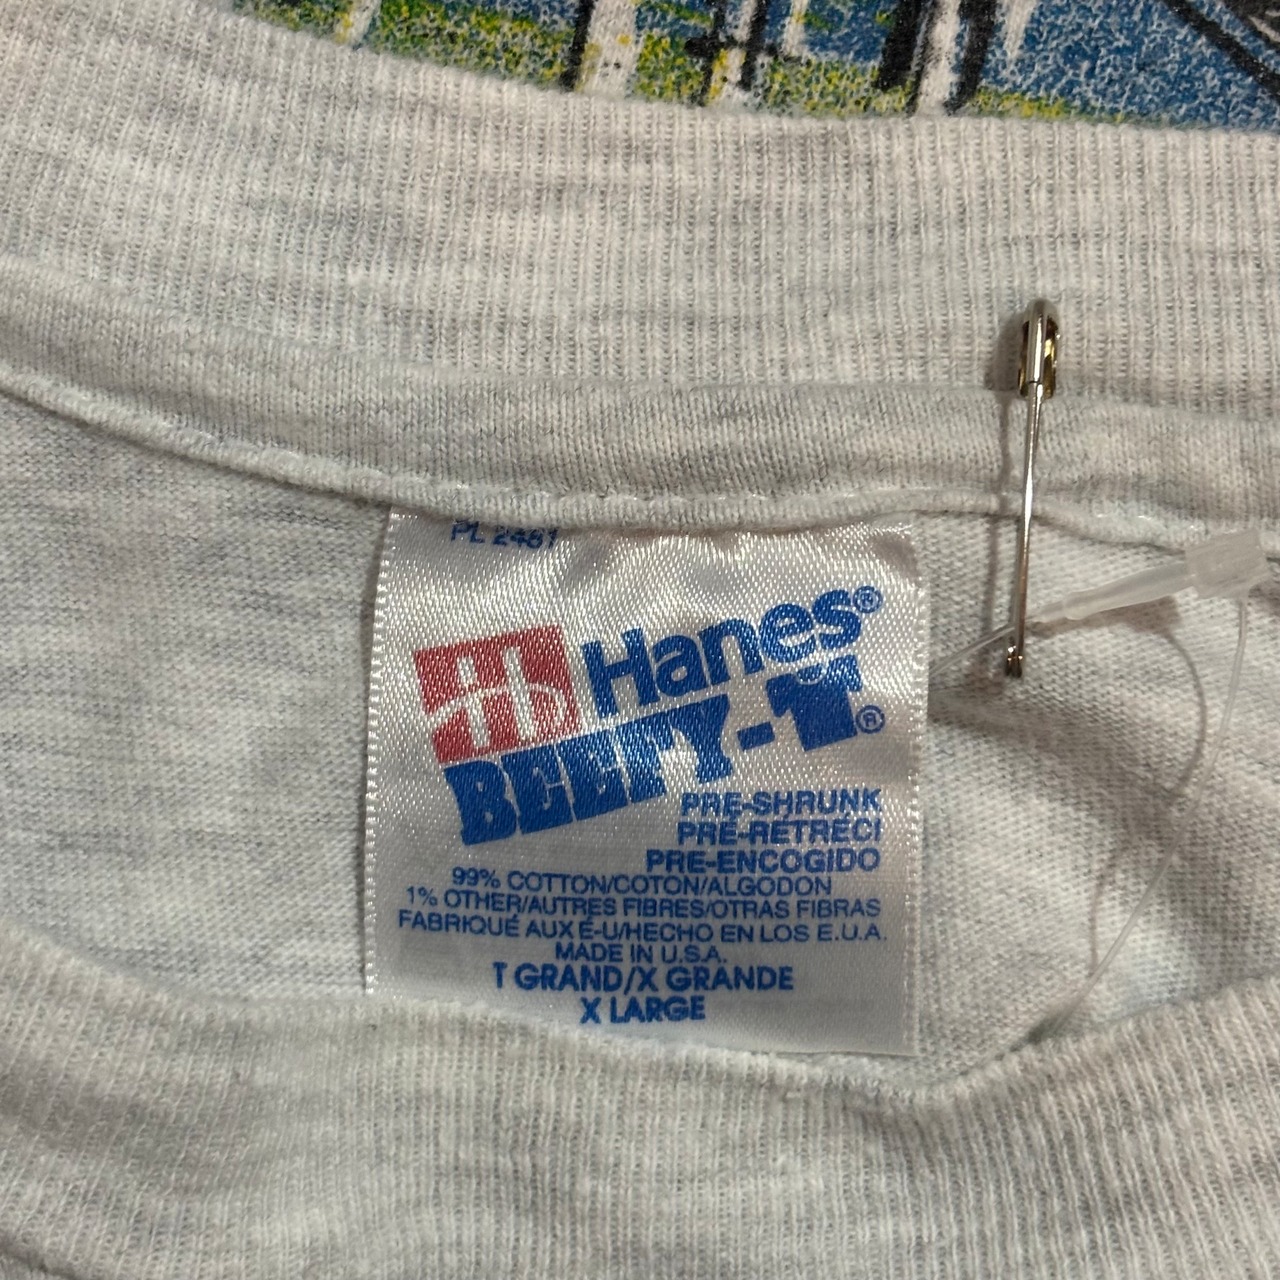 PL 2481
Hanes®
BEEFY-T®
PRE-SHRUNK
PRÉ-RÉTRÉCI
PRE-ENCOGIDO
99% COTTON/COTON/ALGODON
1% OTHER/AUTRES FIBRES/OTRAS FIBRAS
FABRIQUÉ AUX É-U/HECHO EN LOS E.U.A.
MADE IN U.S.A.
T GRAND/X GRANDE
X LARGE